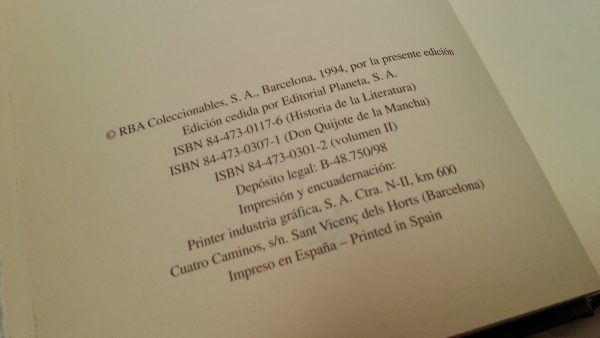 © RBA Coleccionables, S. A., Barcelona, 1994, por la presente edición
Edición cedida por Editorial Planeta, S. A.
ISBN 84-473-0117-6 (Historia de la Literatura)
ISBN 84-473-0307-1 (Don Quijote de la Mancha)
ISBN 84-473-0301-2 (volumen II)
Depósito legal: B-48.750/98
Impresión y encuadernación:
Printer industria gráfica, S. A. Ctra. N-II, km 600
Cuatro Caminos, s/n. Sant Vicenç dels Horts (Barcelona)
Impreso en España – Printed in Spain